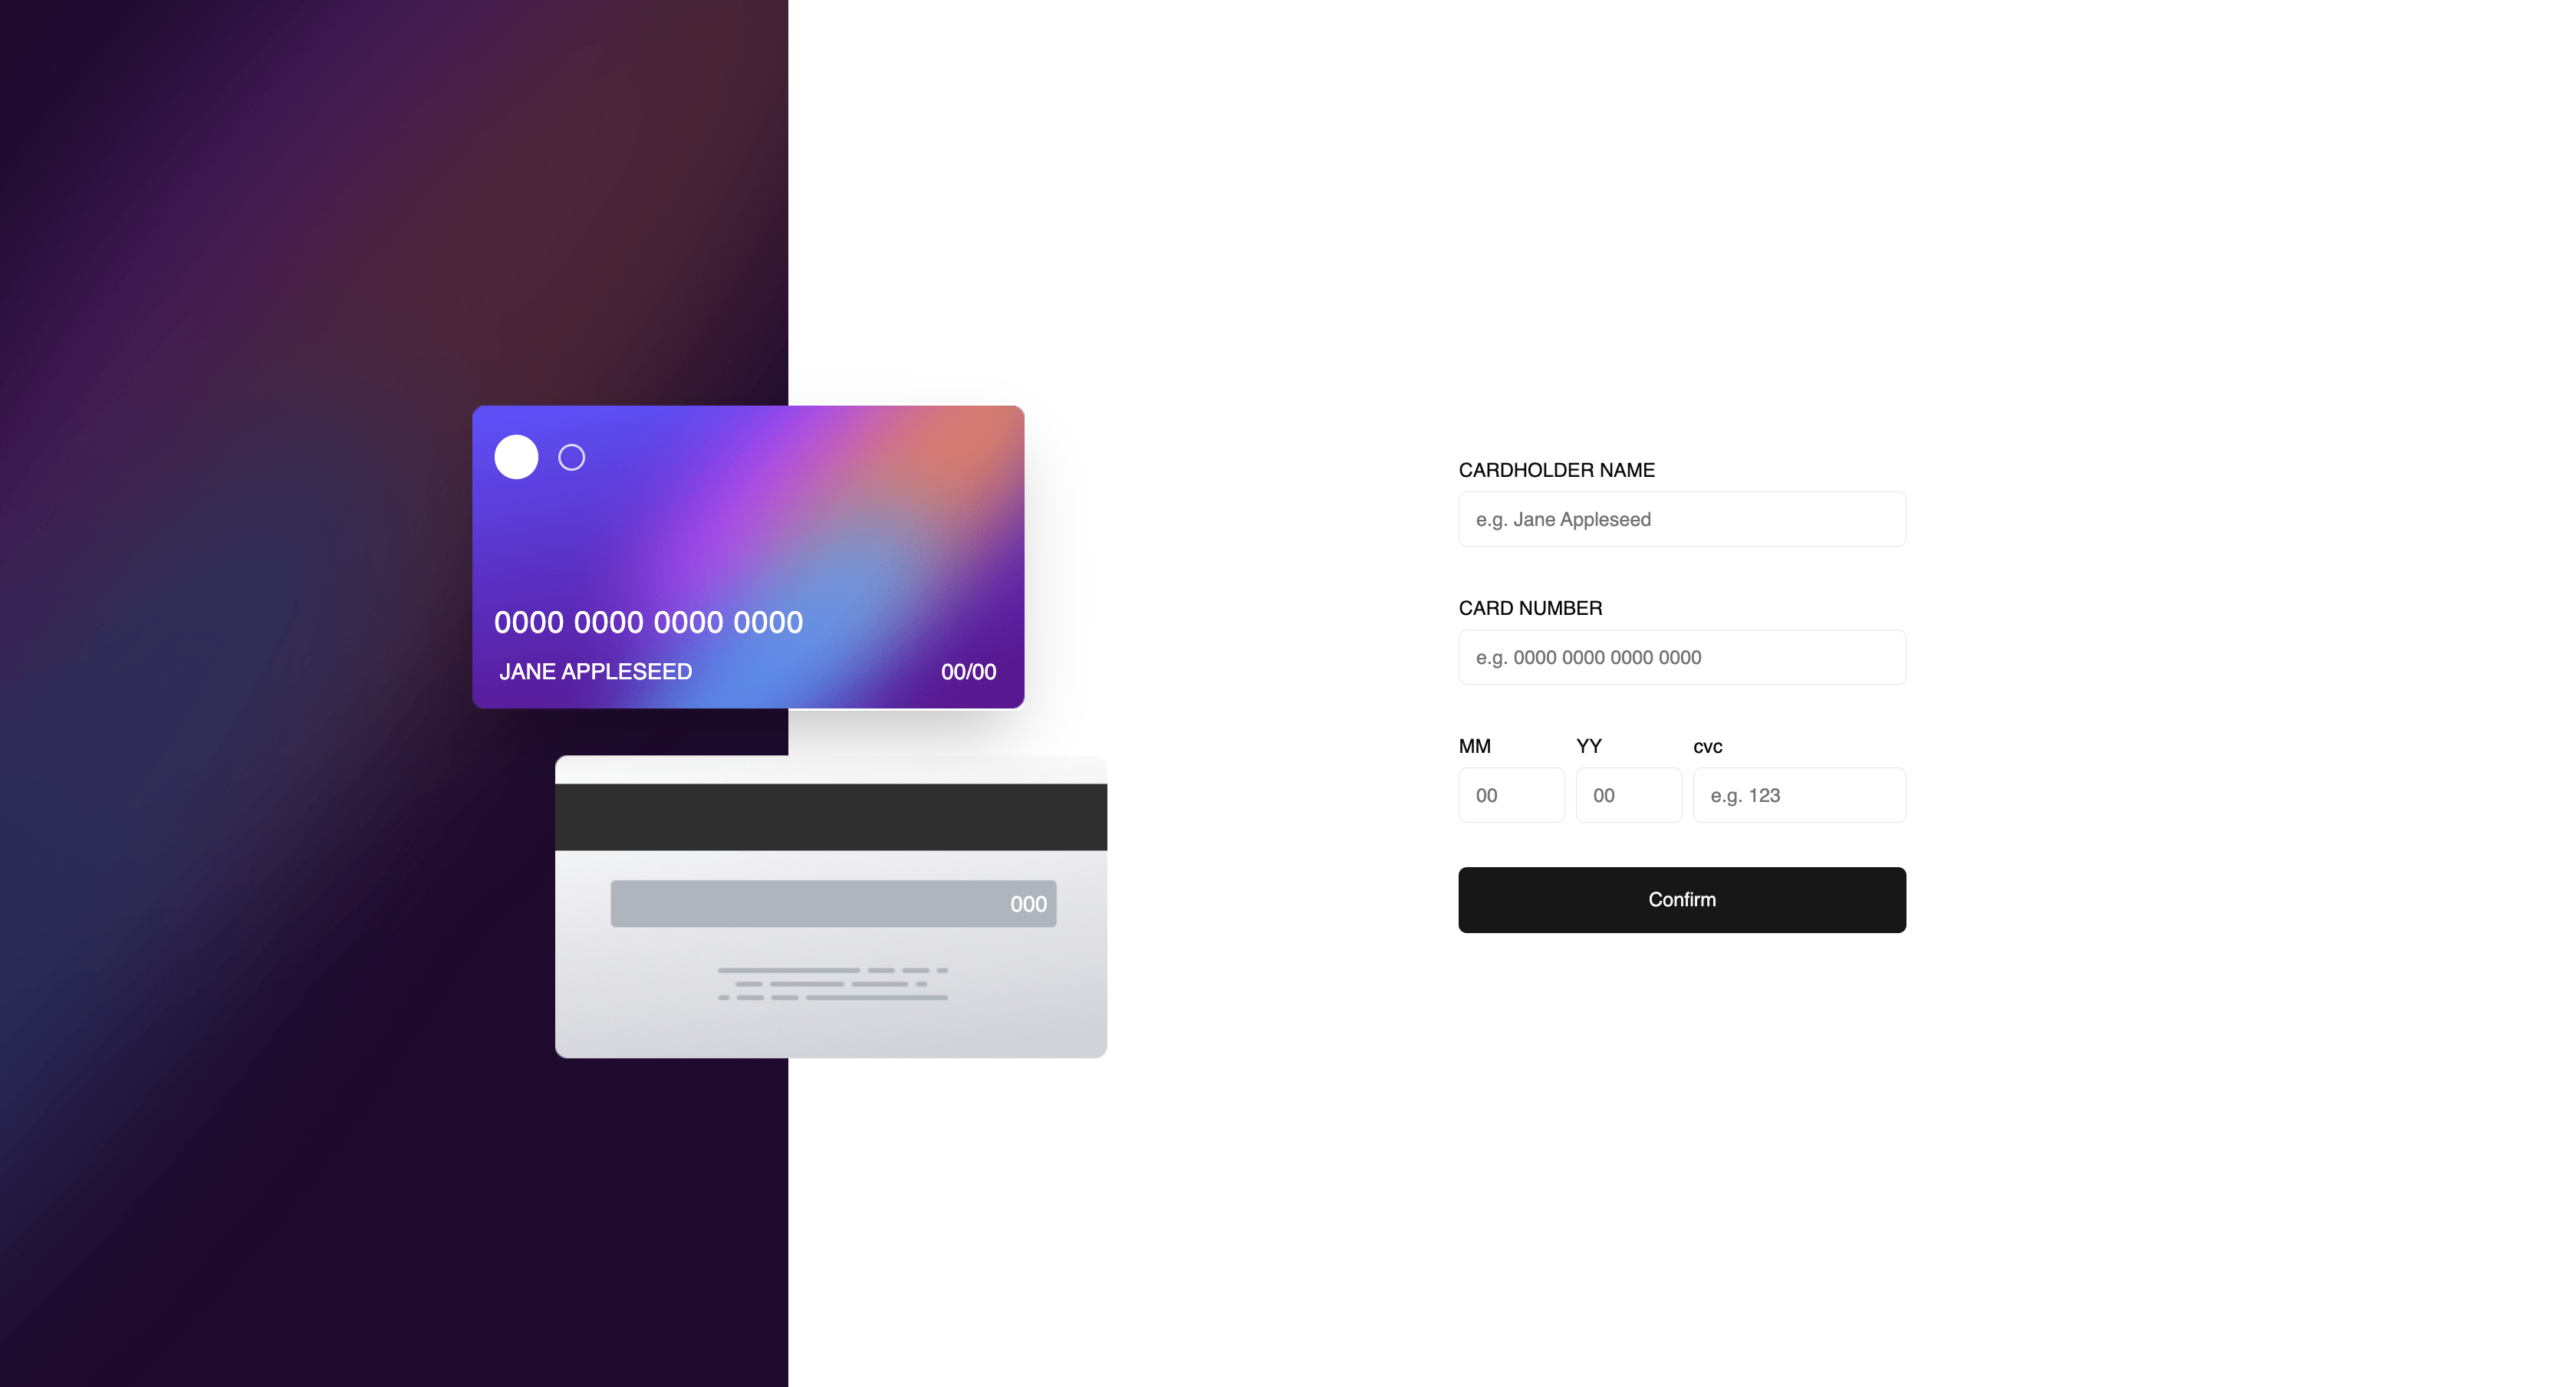 0000 0000 0000 0000
JANE APPLESEED 00/00
000
CARDHOLDER NAME
e.g. Jane Appleseed
CARD NUMBER
e.g. 0000 0000 0000 0000
MM YY cvc
00 00 e.g. 123
Confirm